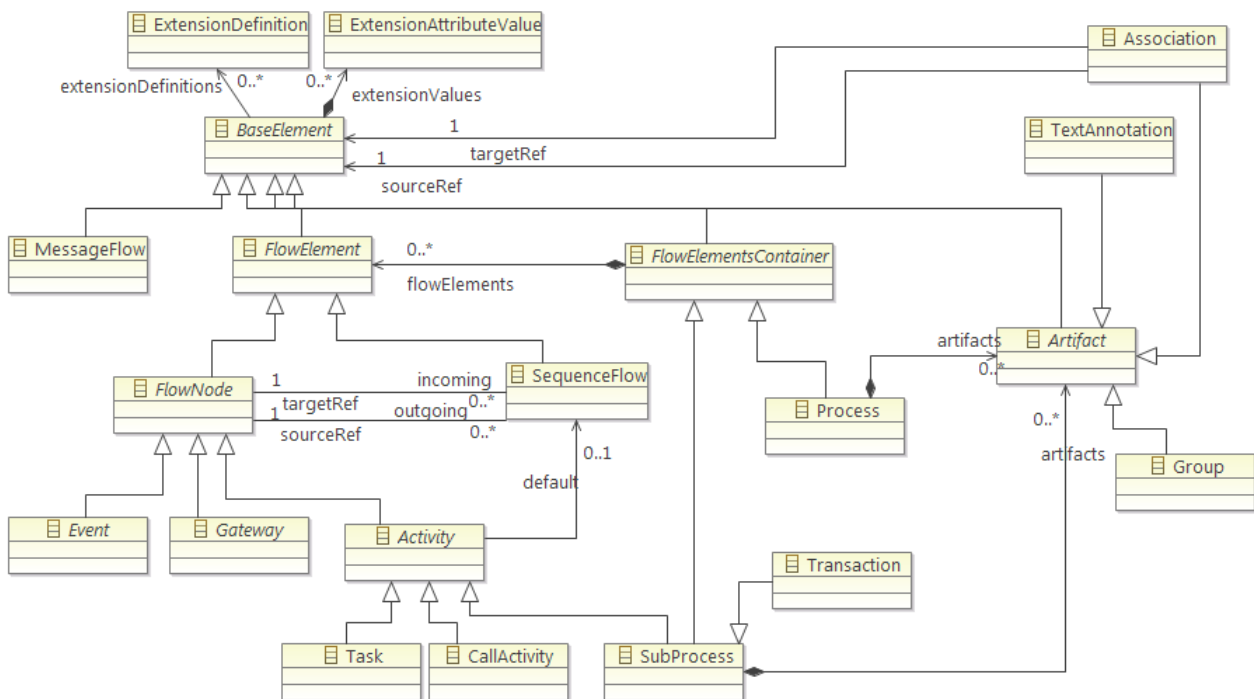 ExtensionDefinition
ExtensionAttributeValue
Association
0..*
0..*
extensionDefinitions
extensionValues
BaseElement
1
TextAnnotation
targetRef
1
sourceRef
MessageFlow
FlowElement
0..*
FlowElementsContainer
flowElements
artifacts
Artifact
0..*
FlowNode
1
incoming
SequenceFlow
targetRef
0..*
1
outgoing
sourceRef
0..*
Process
0..*
0..1
artifacts
Group
default
Event
Gateway
Activity
Transaction
Task
CallActivity
SubProcess